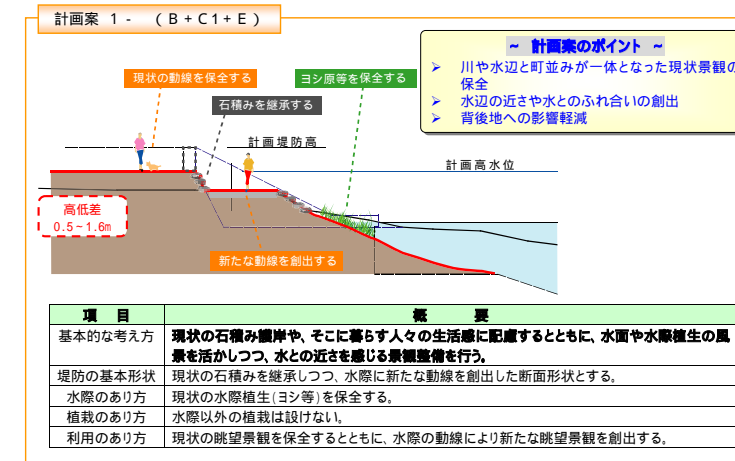 計画案 1- (B+C1+E)
~ 計画案のポイント ~
➢ 川や水辺と町並みが一体となった現状景観の
保全
➢ 水辺の近さや水とのふれ合いの創出
➢ 背後地への影響軽減
現状の動線を保全する
ヨシ原等を保全する
石積みを継承する
計画堤防高
計画高水位
高低差
0.5~1.6m
新たな動線を創出する
項 目 概 要
基本的な考え方 現状の石積み護岸や、そこに暮らす人々の生活感に配慮するとともに、水面や水際植生の風
景を活かしつつ、水との近さを感じる景観整備を行う。
堤防の基本形状 現状の石積みを継承しつつ、水際に新たな動線を創出した断面形状とする。
水際のあり方 現状の水際植生(ヨシ等)を保全する。
植栽のあり方 水際以外の植栽は設けない。
利用のあり方 現状の眺望景観を保全するとともに、水際の動線により新たな眺望景観を創出する。